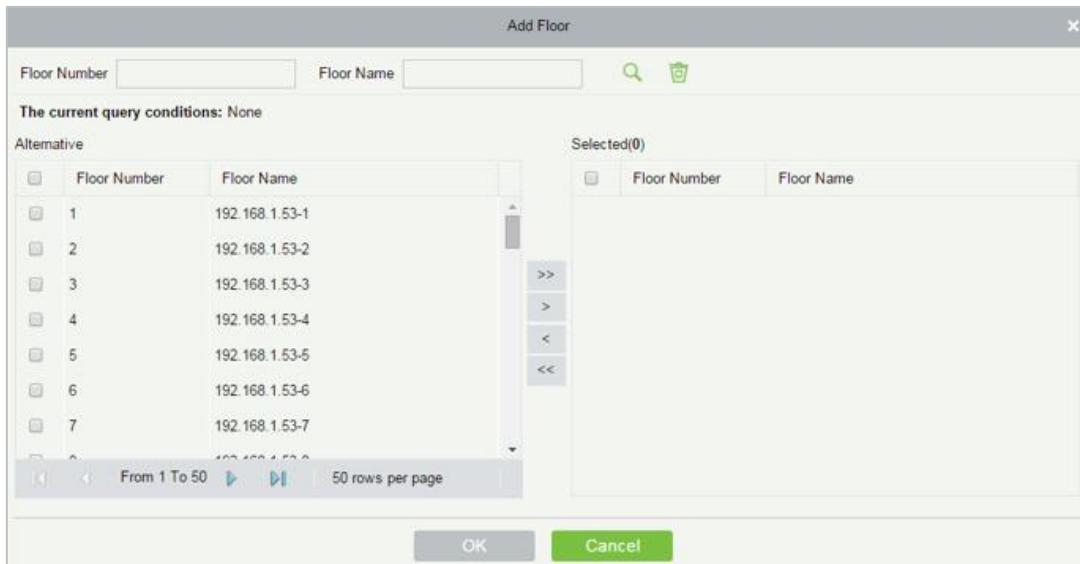 Add Floor
Floor Number Floor Name
The current query conditions: None
Alternative Selected(0)
Floor Number Floor Name Floor Number Floor Name
1 192.168.1.53-1
2 192.168.1.53-2
3 192.168.1.53-3
>>
4 192.168.1.53-4
>
5 192.168.1.53-5
<
<<
6 192.168.1.53-6
7 192.168.1.53-7
From 1 To 50 50 rows per page
OK Cancel